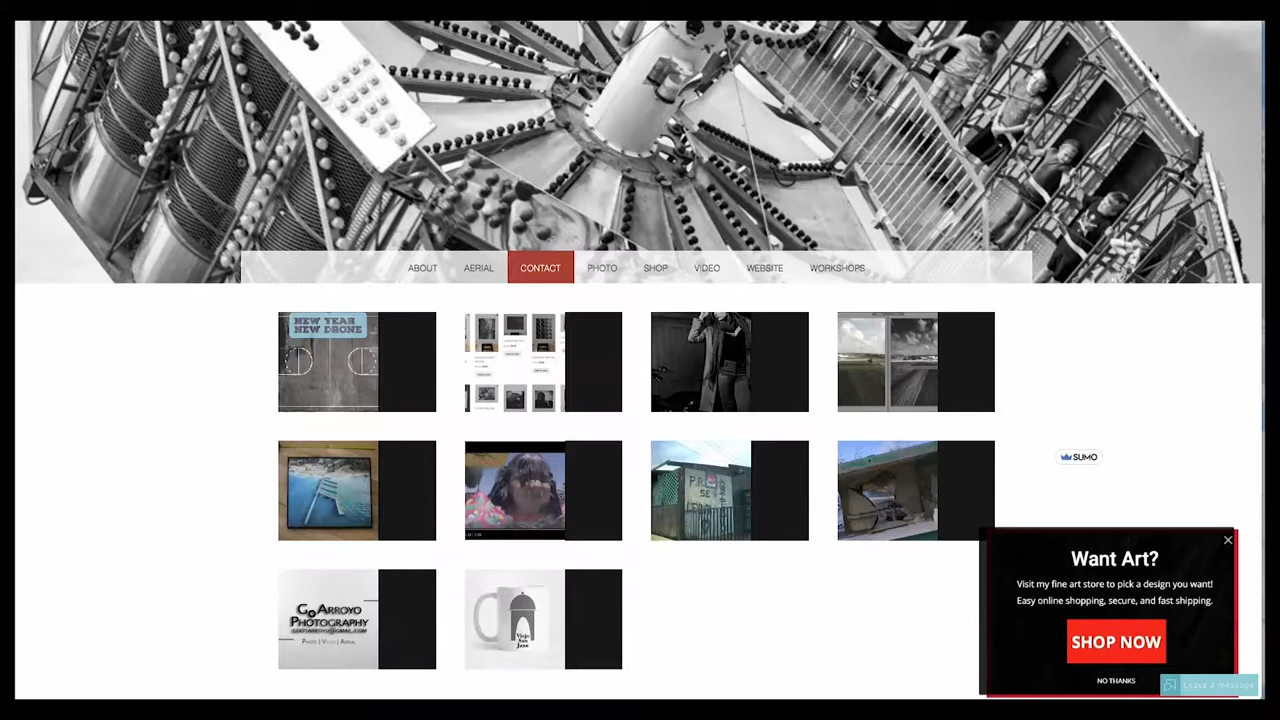 ABOUT AERIAL CONTACT PHOTO SHOP VIDEO WEBSITE WORKSHOPS
NEW YEAR
NEW DRONE
P.R.
SE
SUMO
Want Art?
Visit my fine art store to pick a design you want!
Easy online shopping, secure, and fast shipping.
SHOP NOW
NO THANKS
Leave a message
GoArroyo
Photography
Photo | Video | Aerial
Viejo
San
Juan